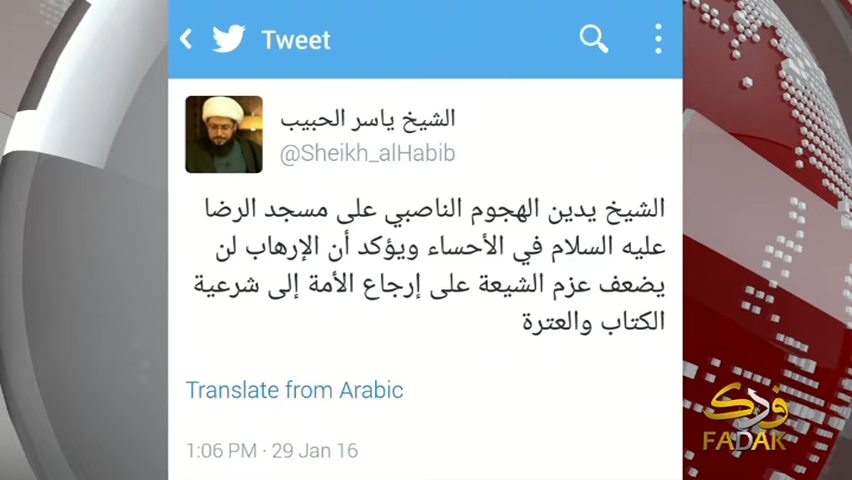 Tweet
الشيخ ياسر الحبيب
@Sheikh_alHabib
الشيخ يدين الهجوم الناصبي على مسجد الرضا
عليه السلام في الأحساء ويؤكد أن الإرهاب لن
يضعف عزم الشيعة على إرجاع الأمة إلى شرعية
الكتاب والعترة
Translate from Arabic
1:06 PM · 29 Jan 16
فدك
FADAK